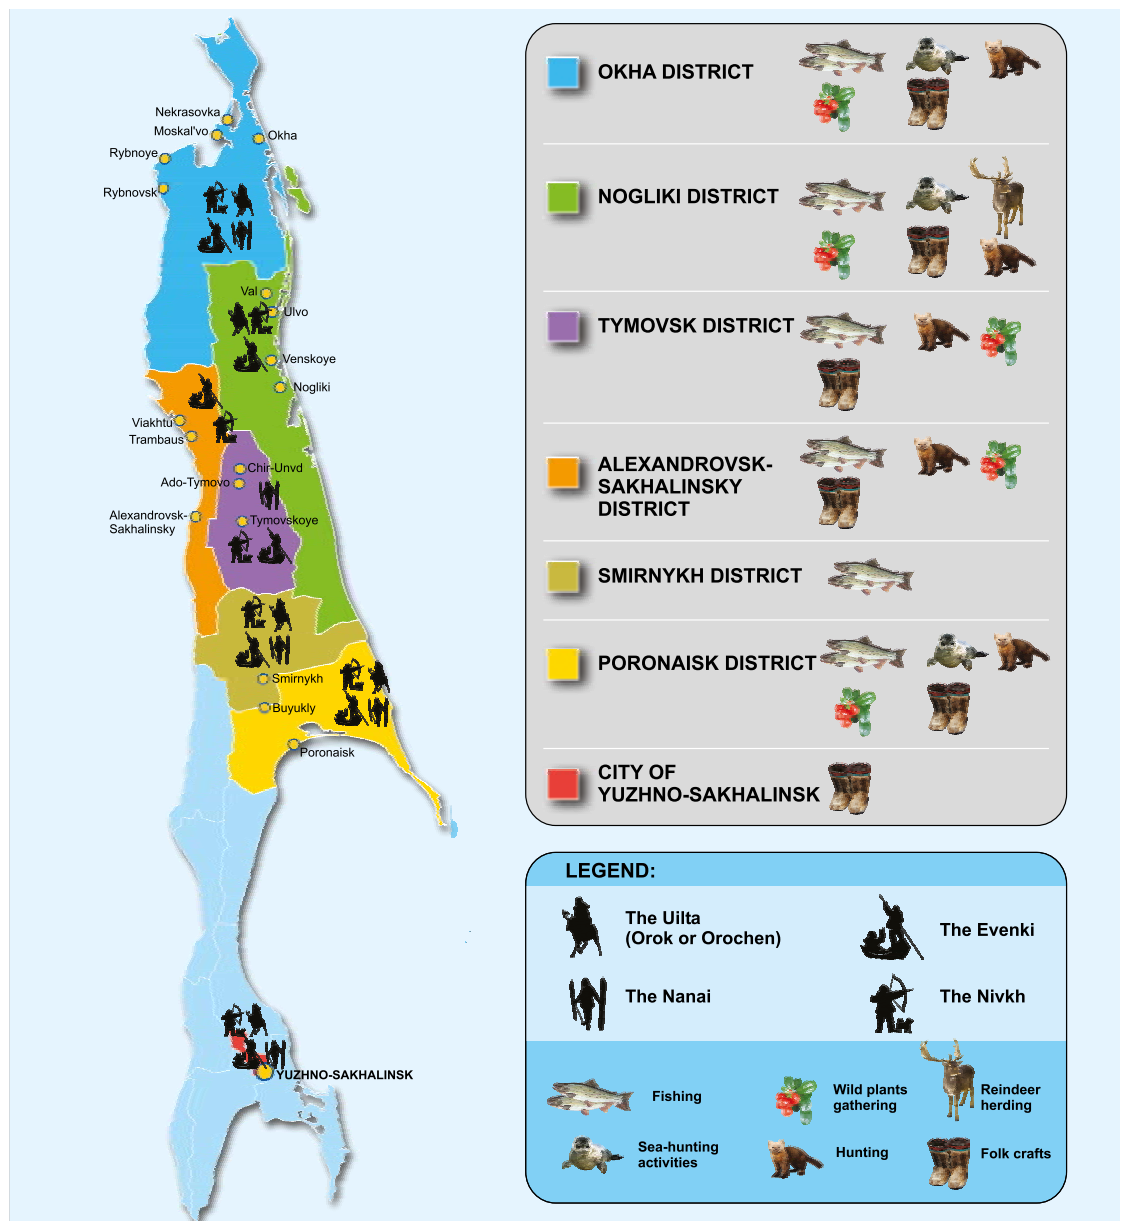 Nekrasovka
Moskal'vo
Okha
Rybnoye
Rybnovsk
Val
Ulvo
Venskoye
Nogliki
Viakhtu
Trambaus
Chir-Unvd
Ado-Tymovo
Alexandrovsk-
Sakhalinsky
Tymovskoye
Smirnykh
Buyukly
Poronaisk
YUZHNO-SAKHALINSK
OKHA DISTRICT
NOGLIKI DISTRICT
TYMOVSK DISTRICT
ALEXANDROVSK-
SAKHALINSKY
DISTRICT
SMIRNYKH DISTRICT
PORONAISK DISTRICT
CITY OF
YUZHNO-SAKHALINSK
LEGEND:
The Uilta
(Orok or Orochen)
The Evenki
The Nanai
The Nivkh
Fishing
Wild plants
gathering
Reindeer
herding
Sea-hunting
activities
Hunting
Folk crafts